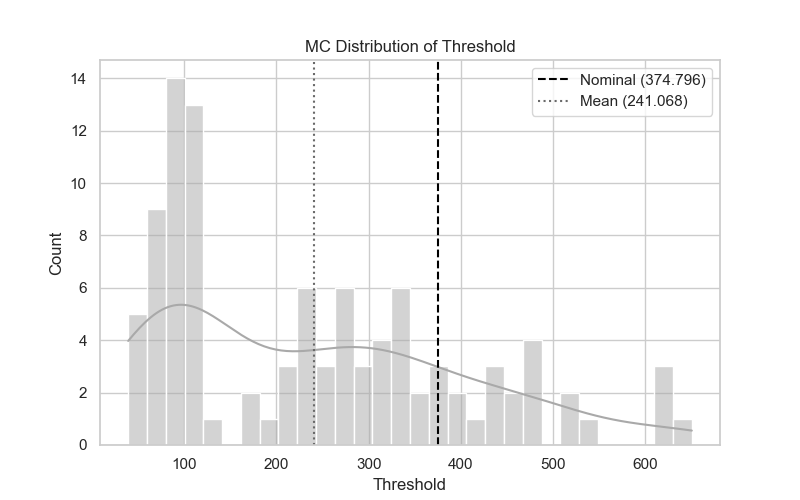 MC Distribution of Threshold
Nominal (374.796)
Mean (241.068)
14
12
10
8
6
4
2
0
Count
100
200
300
400
500
600
Threshold